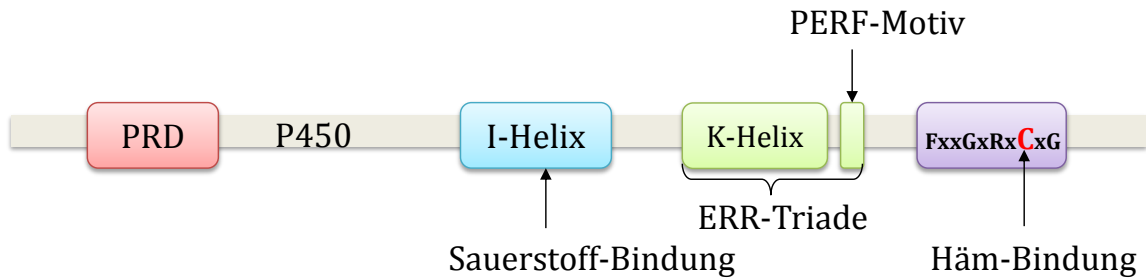 PERF-Motiv
PRD P450 I-Helix K-Helix FxxGxRxCxG
ERR-Triade
Sauerstoff-Bindung Häm-Bindung